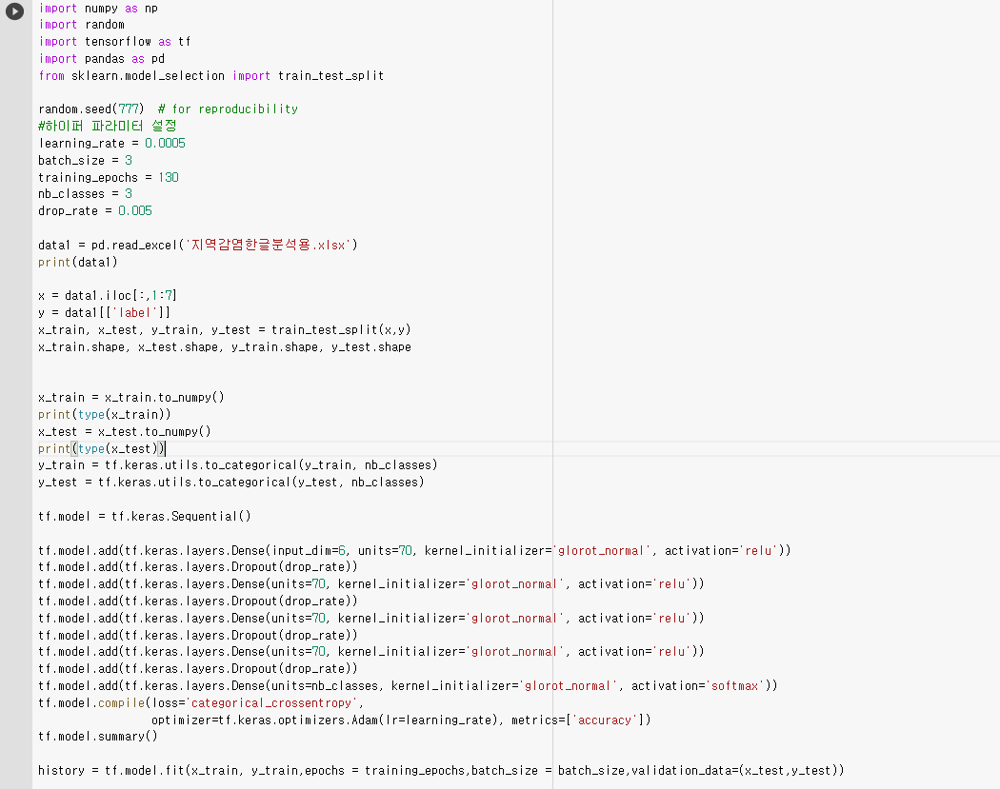 import numpy as np
import random
import tensorflow as tf
import pandas as pd
from sklearn.model_selection import train_test_split
random.seed(777)  # for reproducibility
#하이퍼 파라미터 설정
learning_rate = 0.0005
batch_size = 3
training_epochs = 130
nb_classes = 3
drop_rate = 0.005
data1 = pd.read_excel('지역감염한글분석용.xlsx')
print(data1)
x = data1.iloc[:,1:7]
y = data1[['label']]
x_train, x_test, y_train, y_test = train_test_split(x,y)
x_train.shape, x_test.shape, y_train.shape, y_test.shape
x_train = x_train.to_numpy()
print(type(x_train))
x_test = x_test.to_numpy()
print(type(x_test))
y_train = tf.keras.utils.to_categorical(y_train, nb_classes)
y_test = tf.keras.utils.to_categorical(y_test, nb_classes)
tf.model = tf.keras.Sequential()
tf.model.add(tf.keras.layers.Dense(input_dim=6, units=70, kernel_initializer='glorot_normal', activation='relu'))
tf.model.add(tf.keras.layers.Dropout(drop_rate))
tf.model.add(tf.keras.layers.Dense(units=70, kernel_initializer='glorot_normal', activation='relu'))
tf.model.add(tf.keras.layers.Dropout(drop_rate))
tf.model.add(tf.keras.layers.Dense(units=70, kernel_initializer='glorot_normal', activation='relu'))
tf.model.add(tf.keras.layers.Dropout(drop_rate))
tf.model.add(tf.keras.layers.Dense(units=70, kernel_initializer='glorot_normal', activation='relu'))
tf.model.add(tf.keras.layers.Dropout(drop_rate))
tf.model.add(tf.keras.layers.Dense(units=nb_classes, kernel_initializer='glorot_normal', activation='softmax'))
tf.model.compile(loss='categorical_crossentropy',
optimizer=tf.keras.optimizers.Adam(lr=learning_rate), metrics=['accuracy'])
tf.model.summary()
history = tf.model.fit(x_train, y_train,epochs = training_epochs,batch_size = batch_size,validation_data=(x_test,y_test))